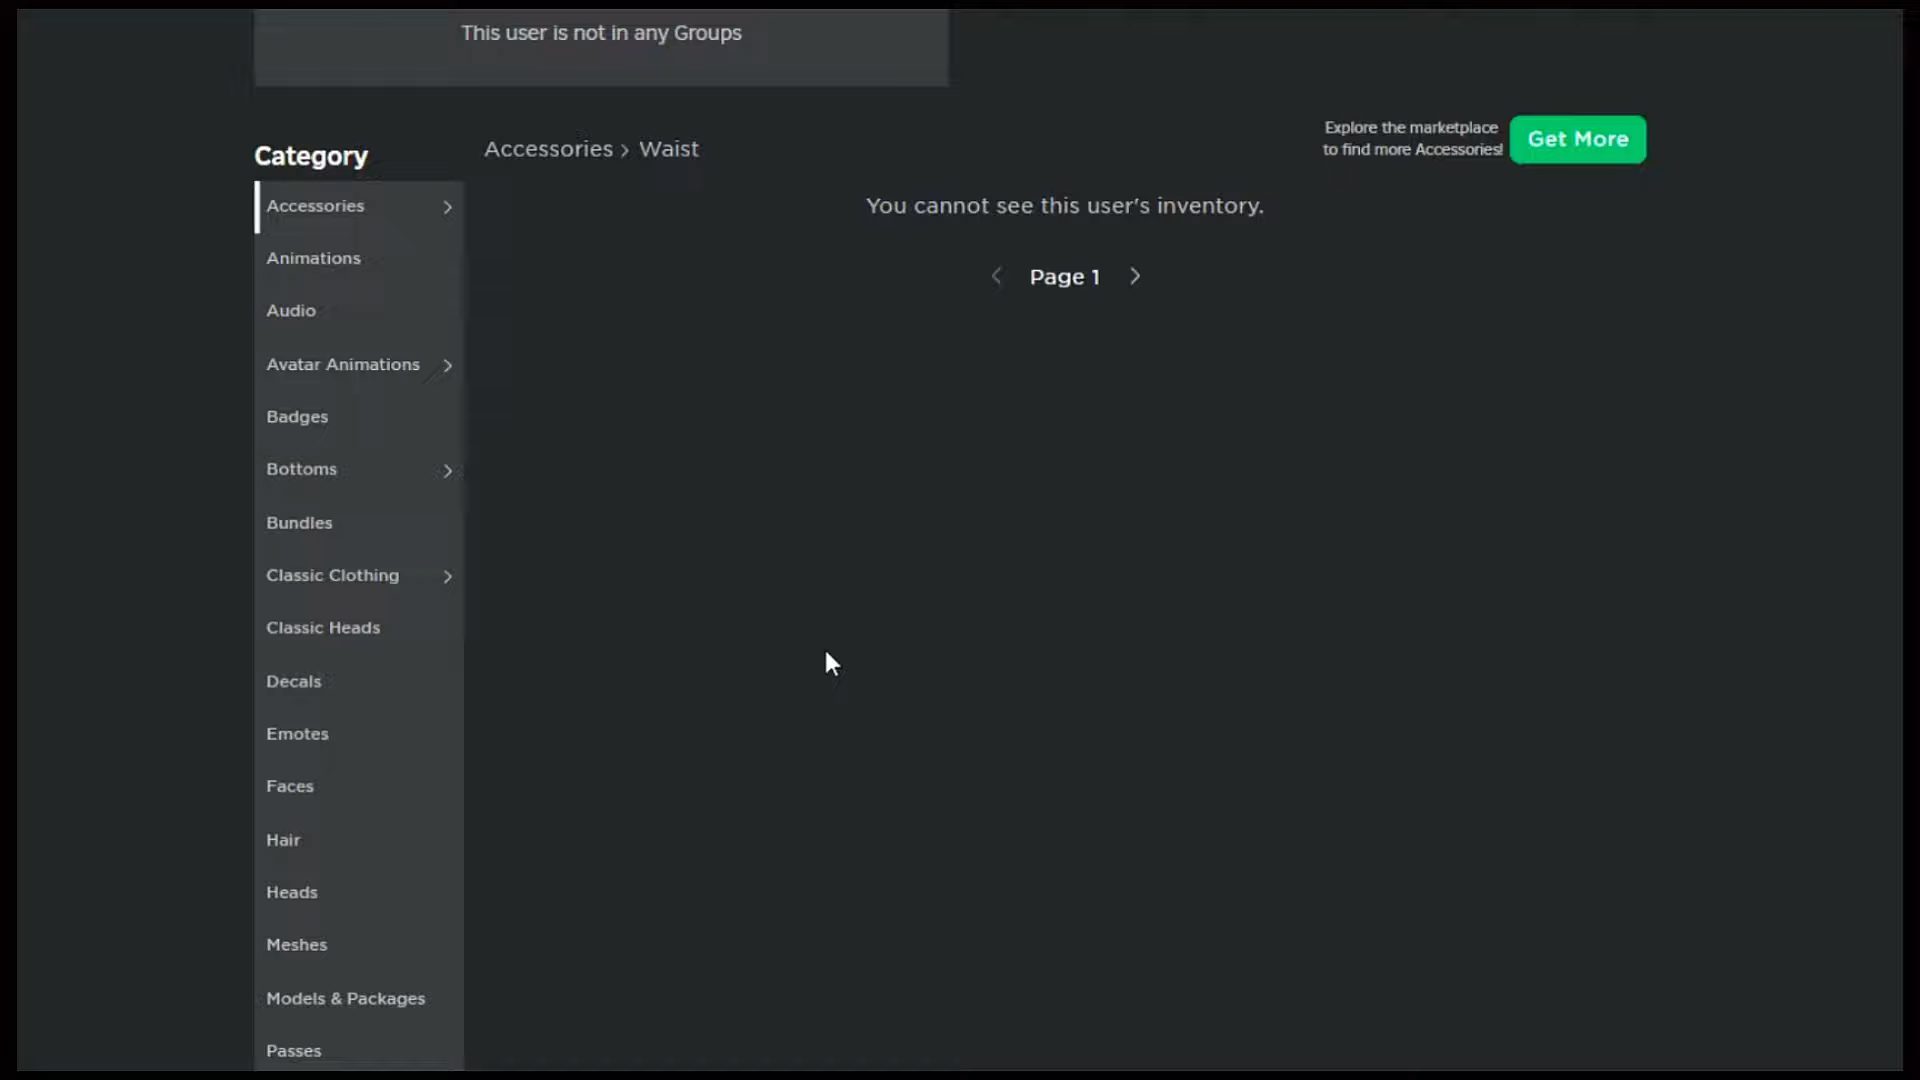 This user is not in any Groups
Category
Accessories > Waist
Explore the marketplace
to find more Accessories!
Get More
You cannot see this user's inventory.
Page 1
Accessories
Animations
Audio
Avatar Animations
Badges
Bottoms
Bundles
Classic Clothing
Classic Heads
Decals
Emotes
Faces
Hair
Heads
Meshes
Models & Packages
Passes